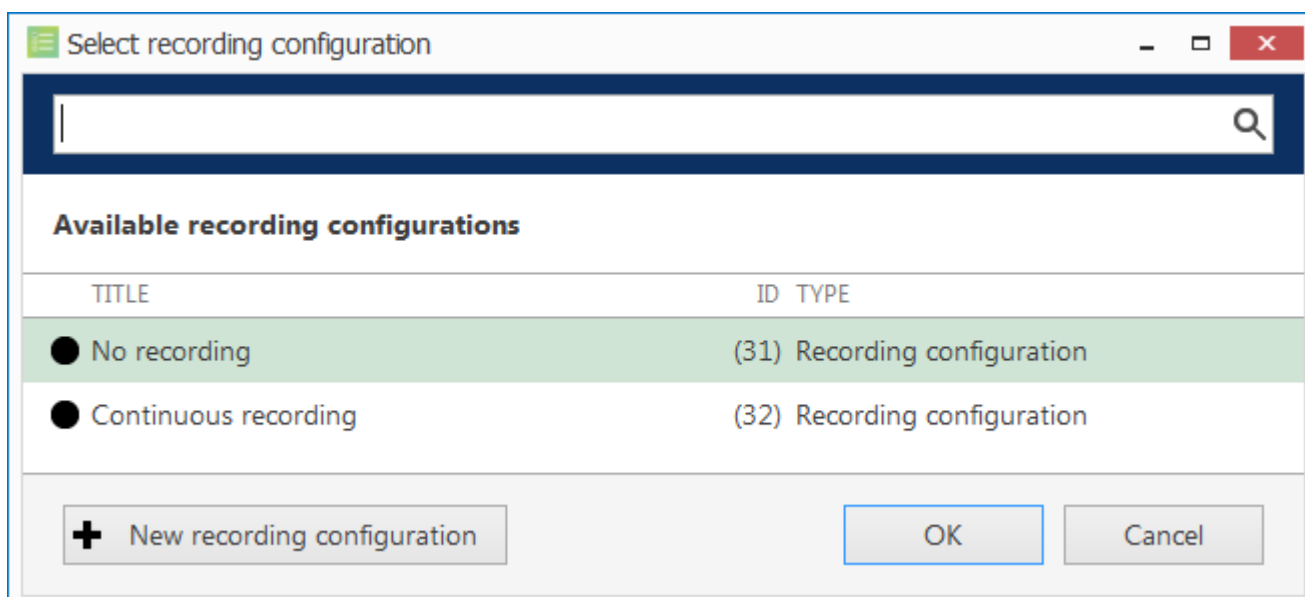 Select recording configuration
Available recording configurations
TITLE ID TYPE
No recording (31) Recording configuration
Continuous recording (32) Recording configuration
New recording configuration OK Cancel